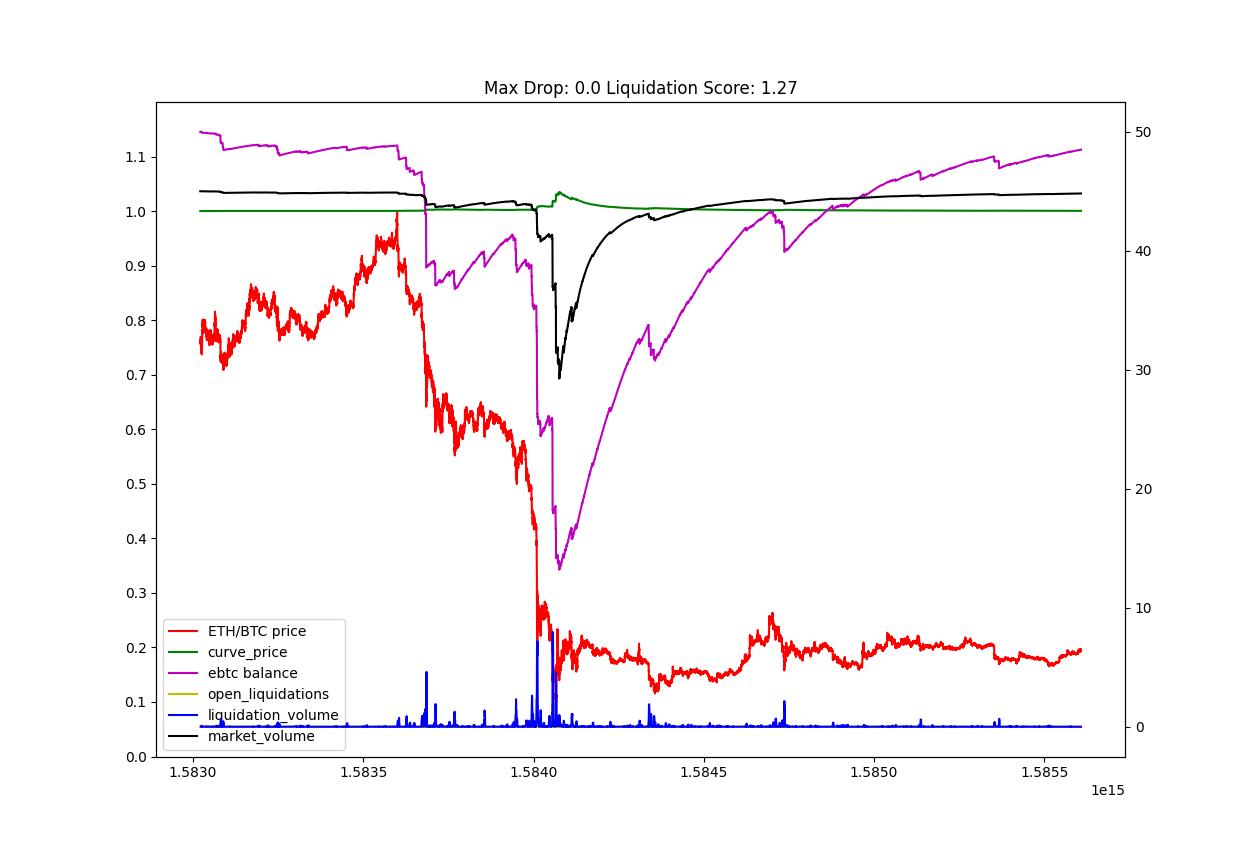 Max Drop: 0.0 Liquidation Score: 1.27
1.1
1.0
0.9
0.8
0.7
0.6
0.5
0.4
0.3
0.2
0.1
0.0
50
40
30
20
10
0
ETH/BTC price
curve_price
ebtc balance
open_liquidations
liquidation_volume
market_volume
1.5830 1.5835 1.5840 1.5845 1.5850 1.5855
1e15